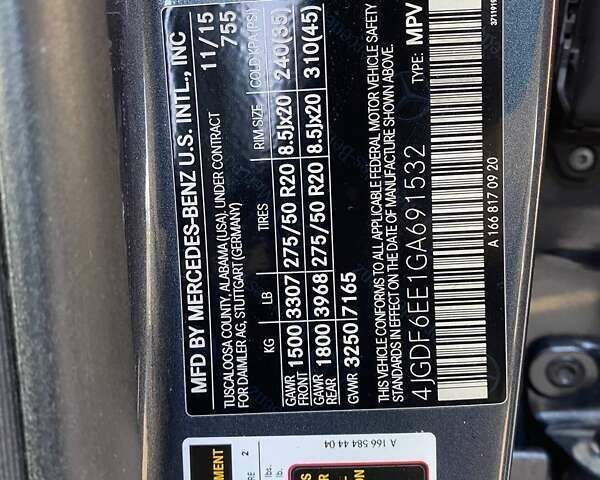 MFD BY MERCEDES-BENZ U.S. INTL., INC
TUSCALOOSA COUNTY, ALABAMA (USA). UNDER CONTRACT
FOR DAIMLER AG, STUTTGART (GERMANY)
11/15
755
KG LB TIRES RIM SIZE COLD KPA (PSI)
GAWR FRONT 1500 3307 275/50 R20 8.5Jx20 240(35)
GAWR REAR 1800 3968 275/50 R20 8.5Jx20 310(45)
GVWR 3250 7165
THIS VEHICLE CONFORMS TO ALL APPLICABLE FEDERAL MOTOR VEHICLE SAFETY
STANDARDS IN EFFECT ON THE DATE OF MANUFACTURE SHOWN ABOVE.
4JGDF6EE1GA691532 TYPE: MPV
A 166 817 09 20
A 166 584 44 04
2
lbs.